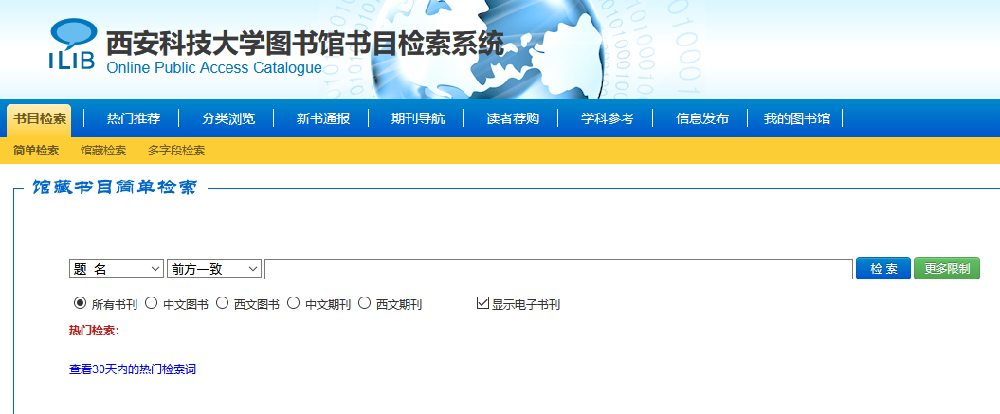 ILIB
西安科技大学图书馆书目检索系统
Online Public Access Catalogue
书目检索 热门推荐 分类浏览 新书通报 期刊导航 读者荐购 学科参考 信息发布 我的图书馆
简单检索 馆藏检索 多字段检索
馆藏书目简单检索
题 名 前方一致 检 索 更多限制
所有书刊 中文图书 西文图书 中文期刊 西文期刊 显示电子书刊
热门检索：
查看30天内的热门检索词